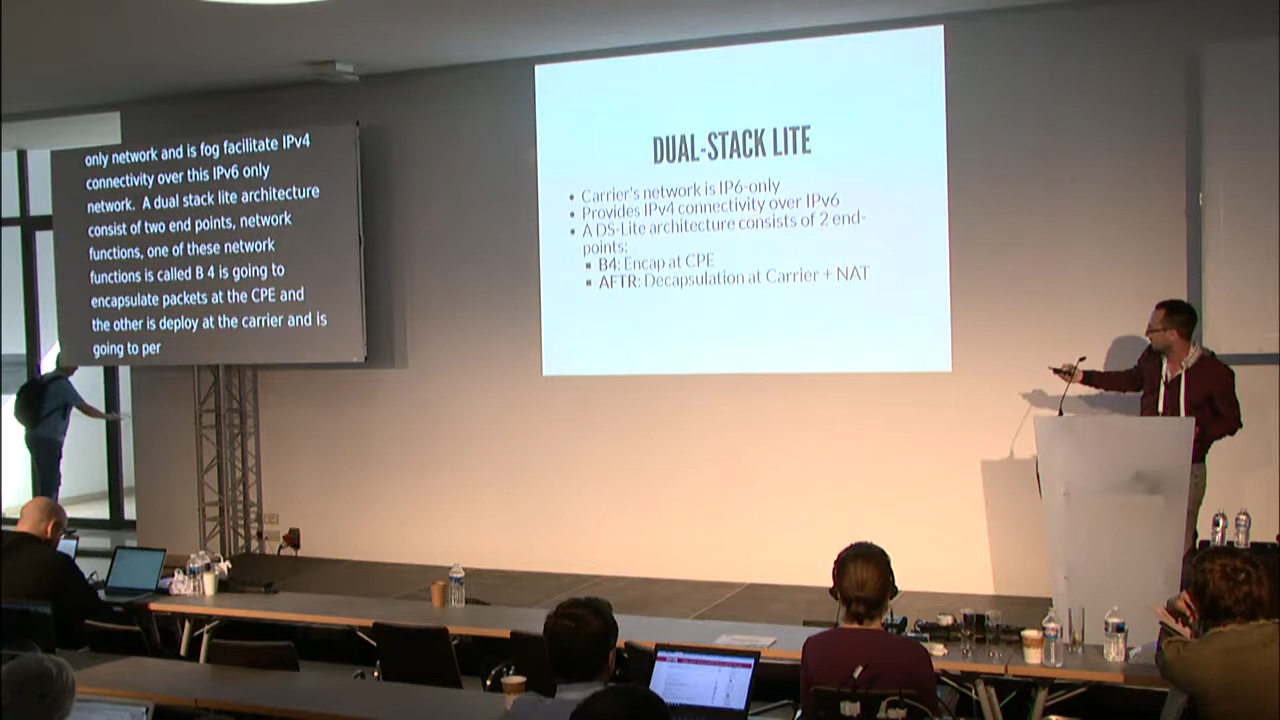 only network and is fog facilitate IPv4
connectivity over this IPv6 only
network.  A dual stack lite architecture
consist of two end points, network
functions, one of these network
functions is called B 4 is going to
encapsulate packets at the CPE and
the other is deploy at the carrier and is
going to per
DUAL-STACK LITE
• Carrier's network is IP6-only
• Provides IPv4 connectivity over IPv6
• A DS-Lite architecture consists of 2 end-
points:
▪ B4: Encap at CPE
▪ AFTR: Decapsulation at Carrier + NAT